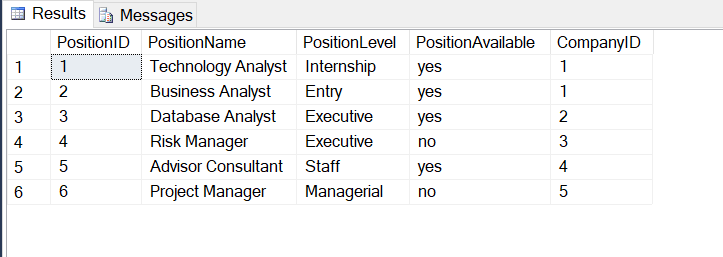 Results Messages
PositionID PositionName PositionLevel PositionAvailable CompanyID
1 1 Technology Analyst Internship yes 1
2 2 Business Analyst Entry yes 1
3 3 Database Analyst Executive yes 2
4 4 Risk Manager Executive no 3
5 5 Advisor Consultant Staff yes 4
6 6 Project Manager Managerial no 5